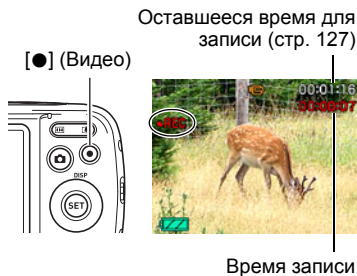 Оставшееся время для
записи (стр. 127)
[●] (Видео)
00:01:16
00:00:07
●REC
DISP
SET
Время записи